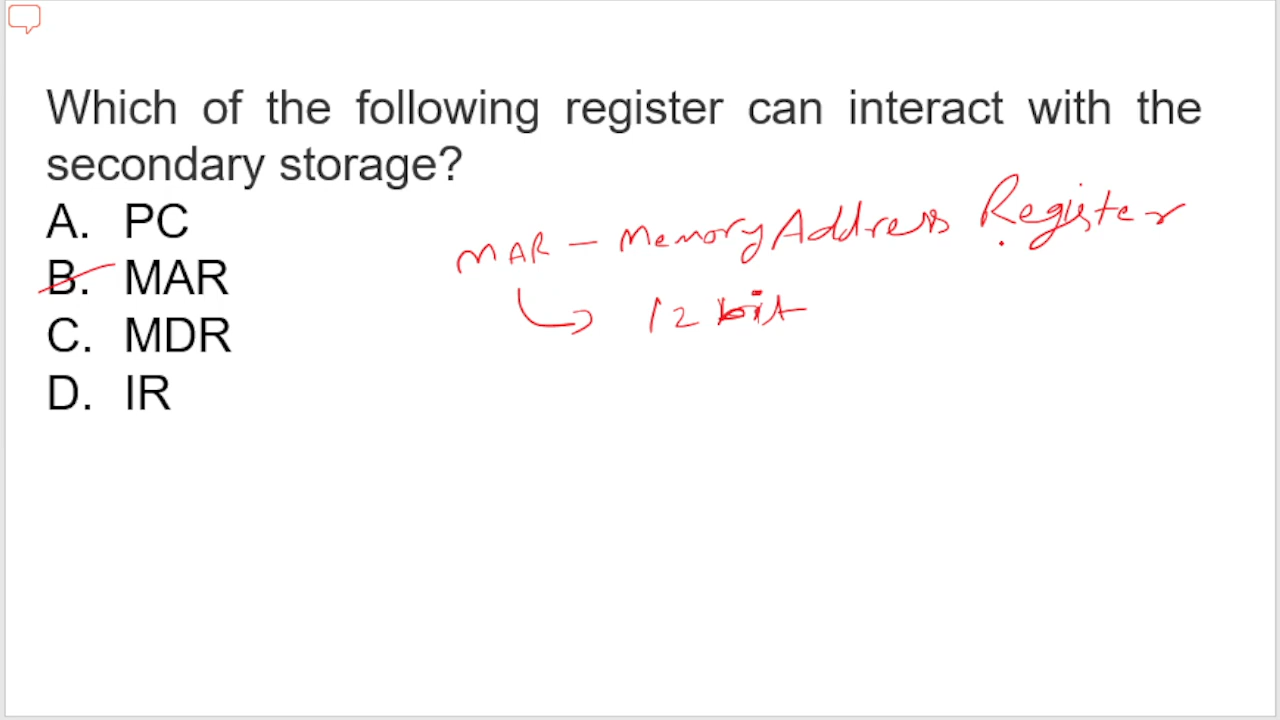 Which of the following register can interact with the
secondary storage?
A. PC
B. MAR
C. MDR
D. IR
MAR – Memory Address Register
12 bit